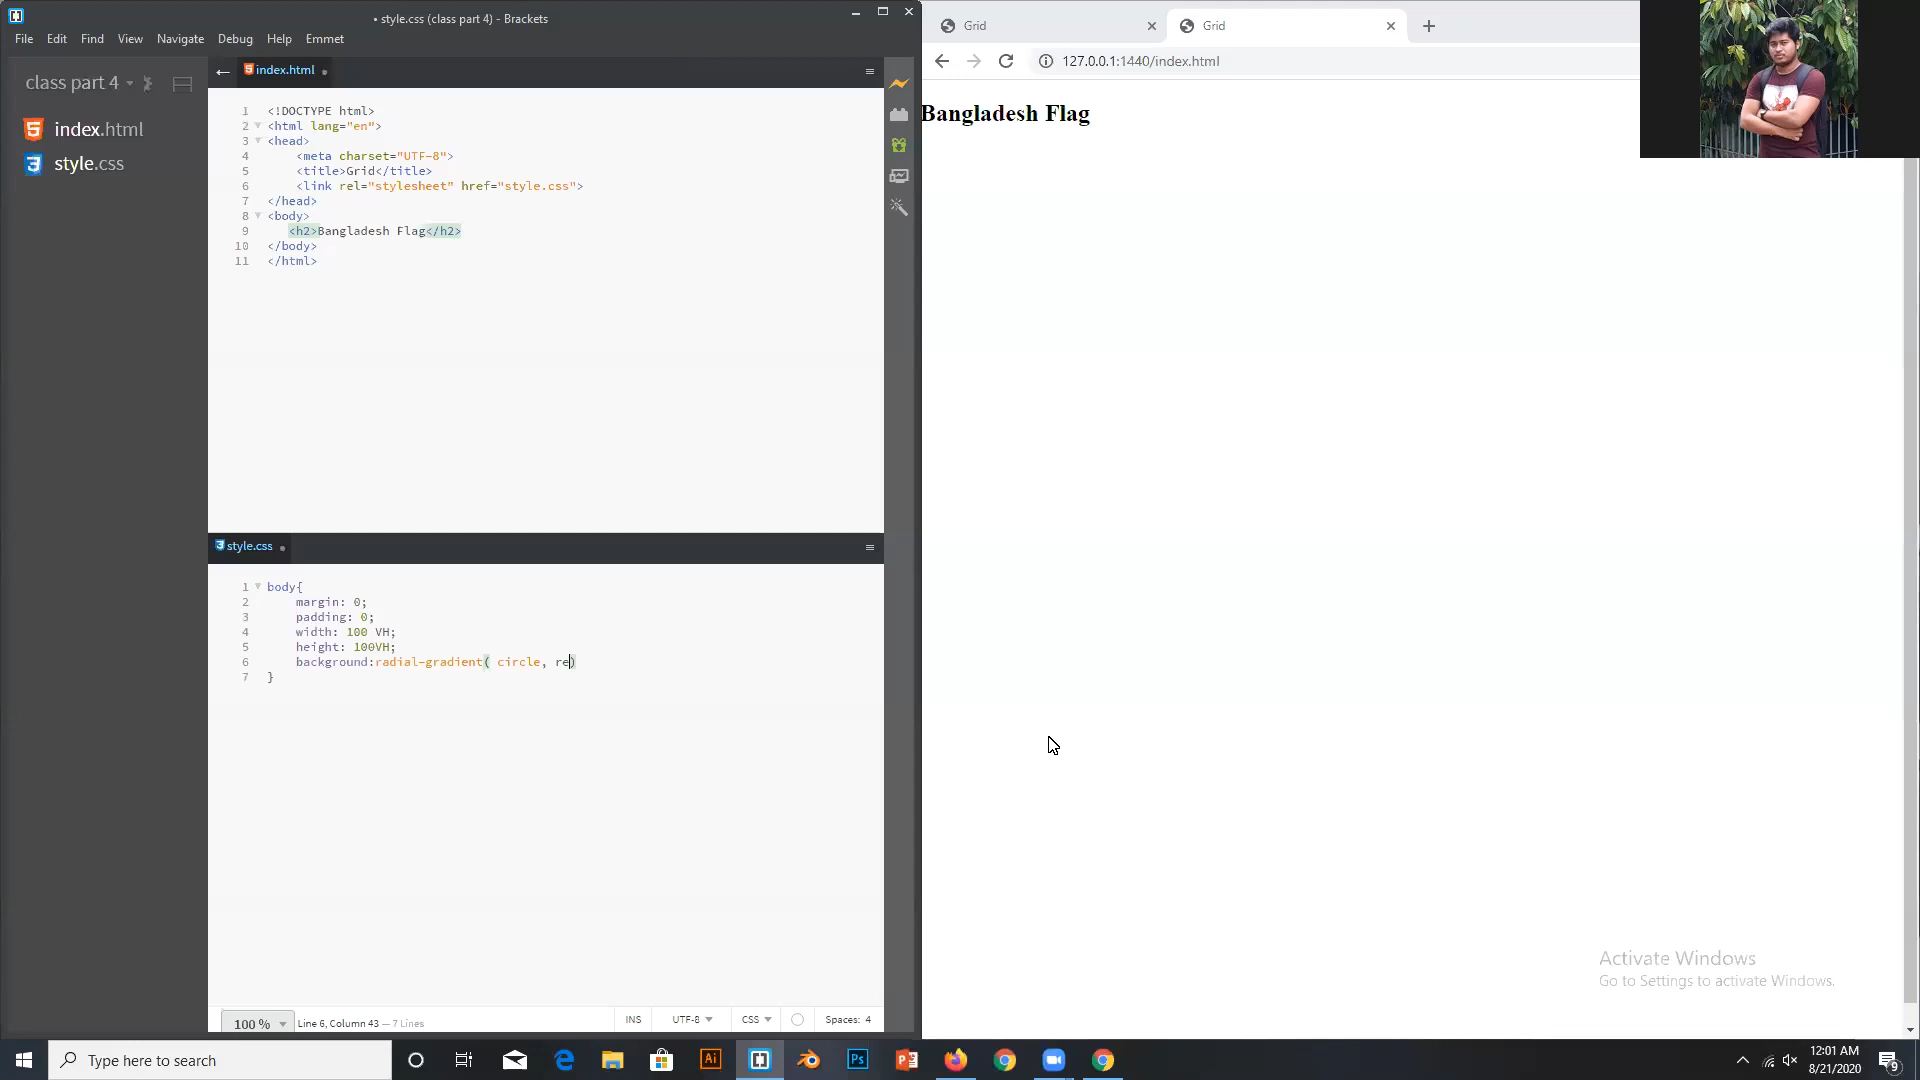 • style.css (class part 4) - Brackets
File Edit Find View Navigate Debug Help Emmet
class part 4
index.html
style.css
index.html
1 <!DOCTYPE html>
2 <html lang="en">
3 <head>
4 <meta charset="UTF-8">
5 <title>Grid</title>
6 <link rel="stylesheet" href="style.css">
7 </head>
8 <body>
9 <h2>Bangladesh Flag</h2>
10 </body>
11 </html>
style.css
1 body{
2 margin: 0;
3 padding: 0;
4 width: 100 VH;
5 height: 100VH;
6 background:radial-gradient( circle, re)
7 }
100 % Line 6, Column 43 — 7 Lines INS UTF-8 CSS Spaces: 4
Grid
Grid
127.0.0.1:1440/index.html
Bangladesh Flag
Activate Windows
Go to Settings to activate Windows.
Type here to search
Ai
Ps
12:01 AM
8/21/2020
9